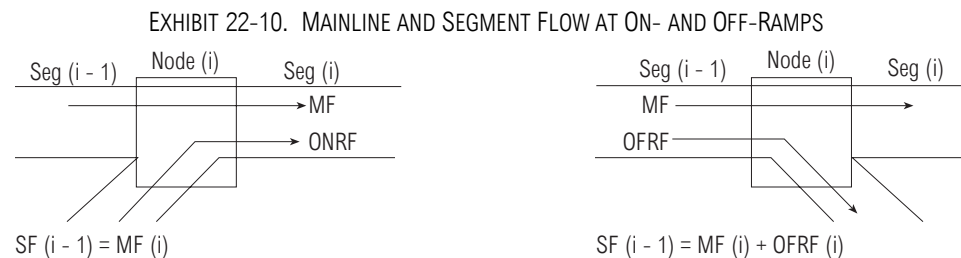 EXHIBIT 22-10. MAINLINE AND SEGMENT FLOW AT ON- AND OFF-RAMPS
Seg (i - 1)
Node (i)
Seg (i)
MF
ONRF
SF (i - 1) = MF (i)
Seg (i - 1)
Node (i)
Seg (i)
MF
OFRF
SF (i - 1) = MF (i) + OFRF (i)